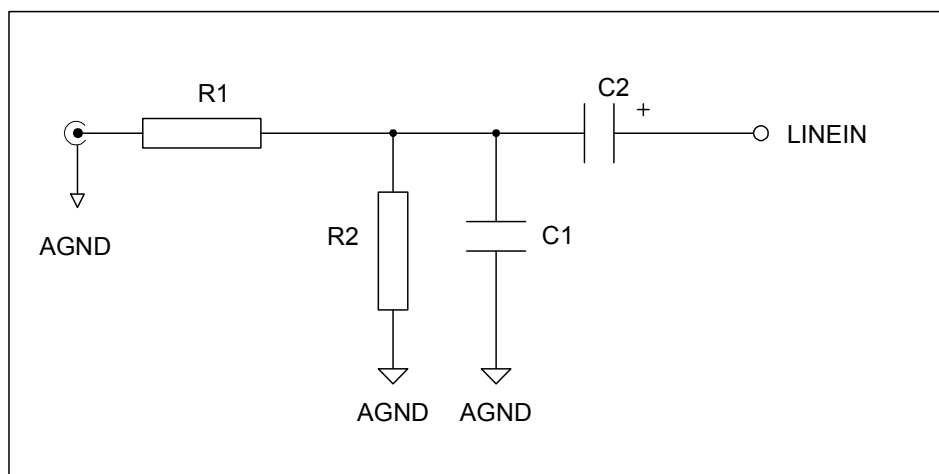 R1
C2
+
LINEIN
AGND
R2
C1
AGND
AGND